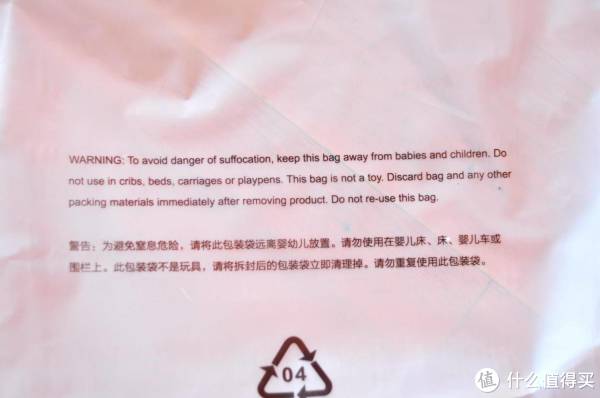 WARNING: To avoid danger of suffocation, keep this bag away from babies and children. Do
not use in cribs, beds, carriages or playpens. This bag is not a toy. Discard bag and any other
packing materials immediately after removing product. Do not re-use this bag.
警告：为避免窒息危险，请将此包装袋远离婴幼儿放置。请勿使用在婴儿床、床、婴儿车或
围栏上。此包装袋不是玩具，请将拆封后的包装袋立即清理掉。请勿重复使用此包装袋。
04
值 什么值得买